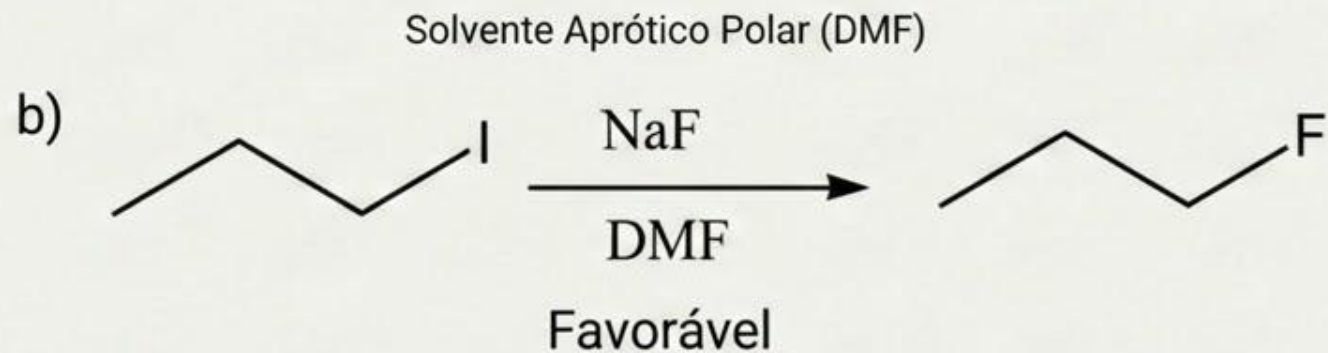 Solvente Aprótico Polar (DMF)
b)
I
NaF
DMF
F
Favorável